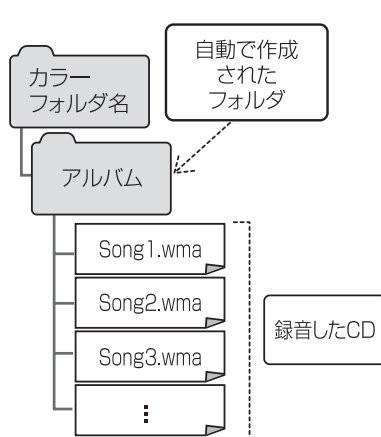 自動で作成
された
フォルダ
カラー
フォルダ名
アルバム
Song1.wma
Song2.wma
Song3.wma
⋮
録音したCD